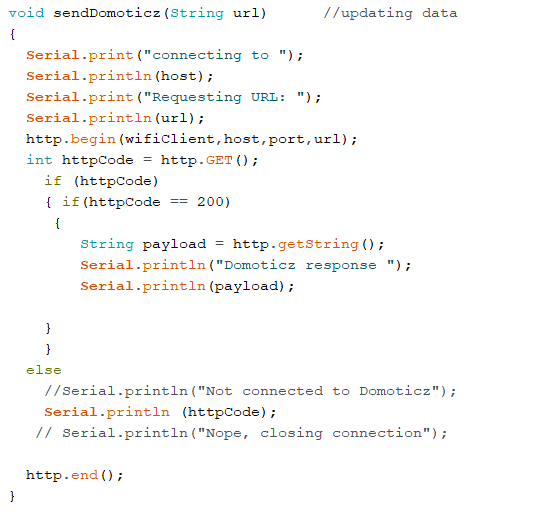 void sendDomoticz(String url)      //updating data
{
  Serial.print("connecting to ");
  Serial.println(host);
  Serial.print("Requesting URL: ");
  Serial.println(url);
  http.begin(wifiClient,host,port,url);
  int httpCode = http.GET();
    if (httpCode)
    { if(httpCode == 200)
     {
        String payload = http.getString();
        Serial.println("Domoticz response ");
        Serial.println(payload);

    }
    }
  else
    //Serial.println("Not connected to Domoticz");
    Serial.println (httpCode);
   // Serial.println("Nope, closing connection");

  http.end();
}